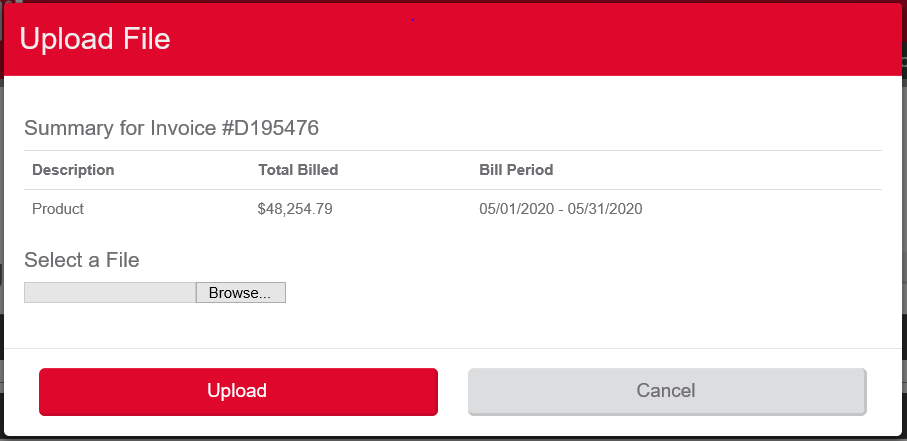 Upload File
Summary for Invoice #D195476
Description Total Billed Bill Period
Product $48,254.79 05/01/2020 - 05/31/2020
Select a File
Browse...
Upload Cancel